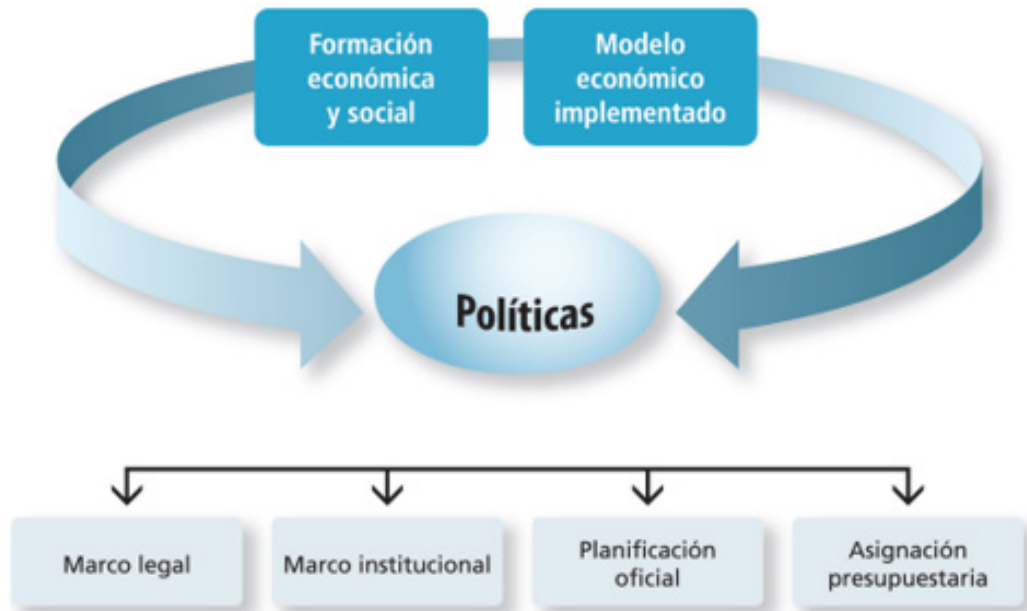 Formación
económica
y social
Modelo
económico
implementado
Políticas
Marco legal
Marco institucional
Planificación
oficial
Asignación
presupuestaria